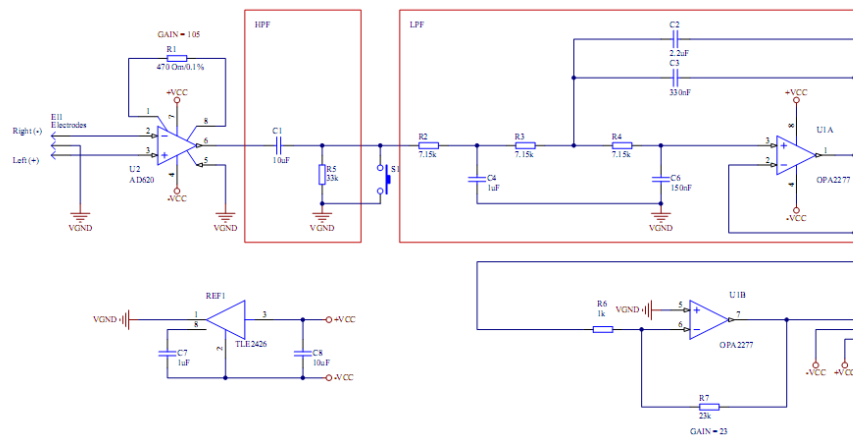 HPF
LPF
GAIN = 105
R1
470 Om/0.1%
+VCC
1
7
8
E11
Electrodes
Right (-)
Left (+)
2
3
6
5
4
U2
AD620
-VCC
VGND
VGND
C1
10uF
R5
33k
VGND
S1
R2
7.15k
R3
7.15k
R4
7.15k
C2
2.2uF
C3
330nF
C4
1uF
C6
150nF
VGND
+VCC
U1A
8
3
2
1
4
OPA2277
-VCC
REF1
VGND
1
8
3
2
TLE2426
+VCC
C7
1uF
C8
10uF
-VCC
R6
1k
VGND
5
6
7
U1B
OPA2277
R7
23k
GAIN = 23
-VCC
+VCC